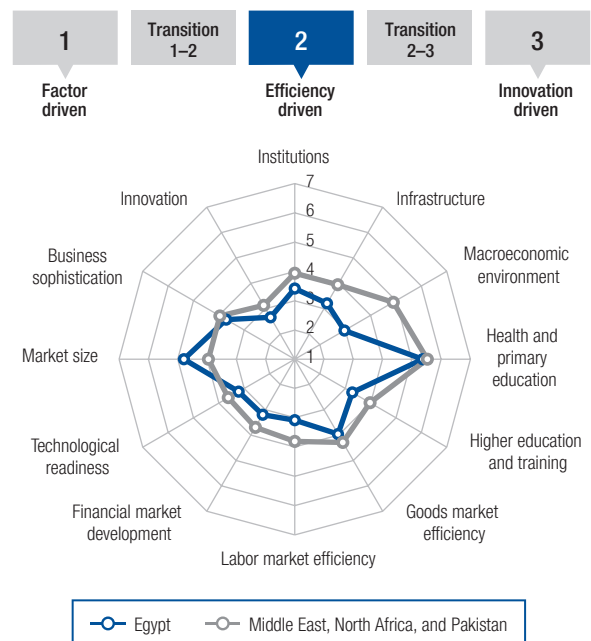 1
Transition
1–2
2
Transition
2–3
3
Factor
driven
Efficiency
driven
Innovation
driven
Institutions
Infrastructure
Macroeconomic
environment
Health and
primary
education
Higher education
and training
Goods market
efficiency
Labor market efficiency
Financial market
development
Technological
readiness
Market size
Business
sophistication
Innovation
7
6
5
4
3
2
1
Egypt
Middle East, North Africa, and Pakistan